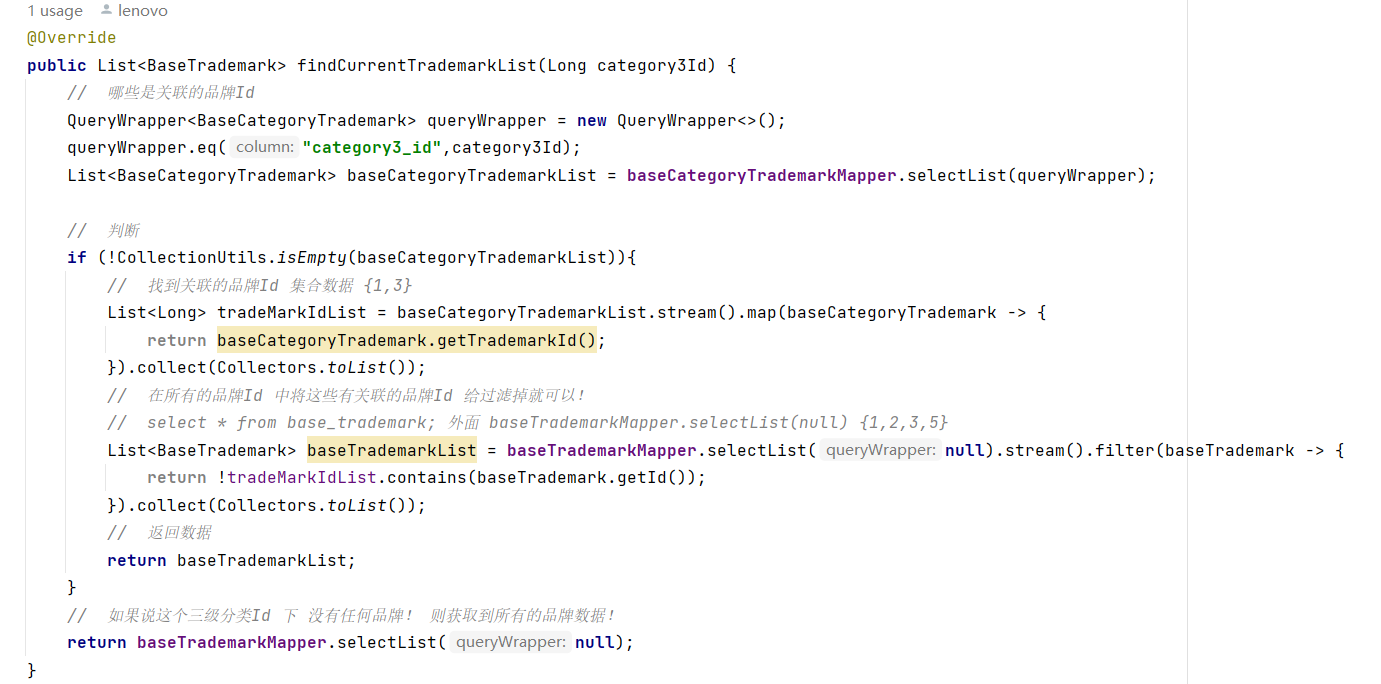 1 usage lenovo
@Override
public List<BaseTrademark> findCurrentTrademarkList(Long category3Id) {
// 哪些是关联的品牌Id
QueryWrapper<BaseCategoryTrademark> queryWrapper = new QueryWrapper<>();
queryWrapper.eq( column: "category3_id",category3Id);
List<BaseCategoryTrademark> baseCategoryTrademarkList = baseCategoryTrademarkMapper.selectList(queryWrapper);
// 判断
if (!CollectionUtils.isEmpty(baseCategoryTrademarkList)){
// 找到关联的品牌Id 集合数据 {1,3}
List<Long> tradeMarkIdList = baseCategoryTrademarkList.stream().map(baseCategoryTrademark -> {
return baseCategoryTrademark.getTrademarkId();
}).collect(Collectors.toList());
// 在所有的品牌Id 中将这些有关联的品牌Id 给过滤掉就可以！
// select * from base_trademark; 外面 baseTrademarkMapper.selectList(null) {1,2,3,5}
List<BaseTrademark> baseTrademarkList = baseTrademarkMapper.selectList( queryWrapper: null).stream().filter(baseTrademark -> {
return !tradeMarkIdList.contains(baseTrademark.getId());
}).collect(Collectors.toList());
// 返回数据
return baseTrademarkList;
}
// 如果说这个三级分类Id 下 没有任何品牌！ 则获取到所有的品牌数据！
return baseTrademarkMapper.selectList( queryWrapper: null);
}